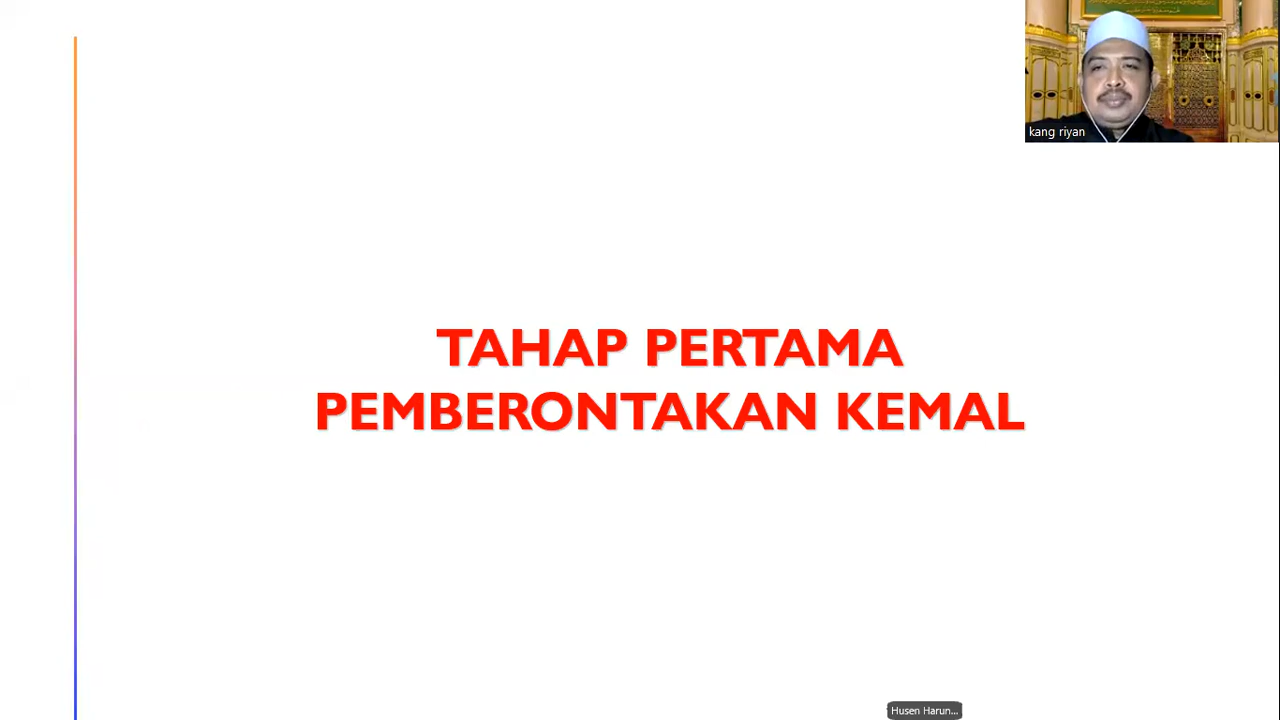 kang riyan
TAHAP PERTAMA
PEMBERONTAKAN KEMAL
Husen Harun...